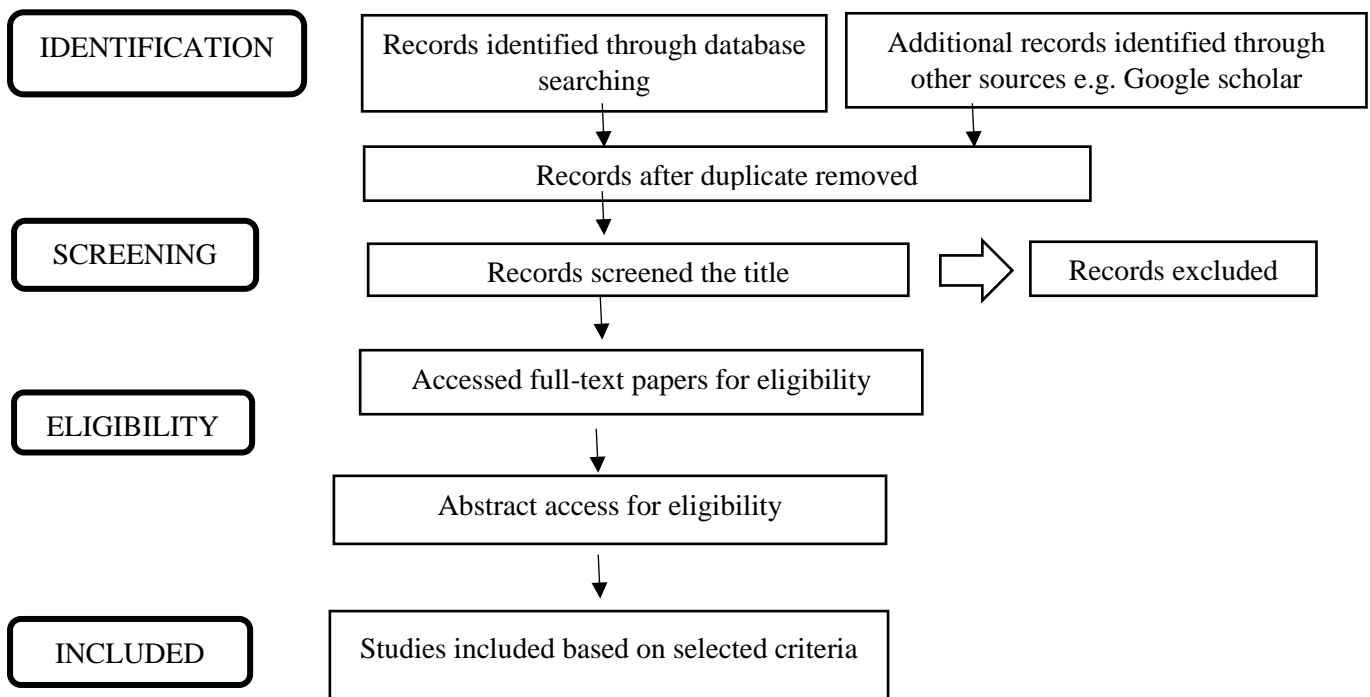 IDENTIFICATION
Records identified through database
searching
Additional records identified through
other sources e.g. Google scholar
Records after duplicate removed
SCREENING
Records screened the title
Records excluded
Accessed full-text papers for eligibility
ELIGIBILITY
Abstract access for eligibility
INCLUDED
Studies included based on selected criteria